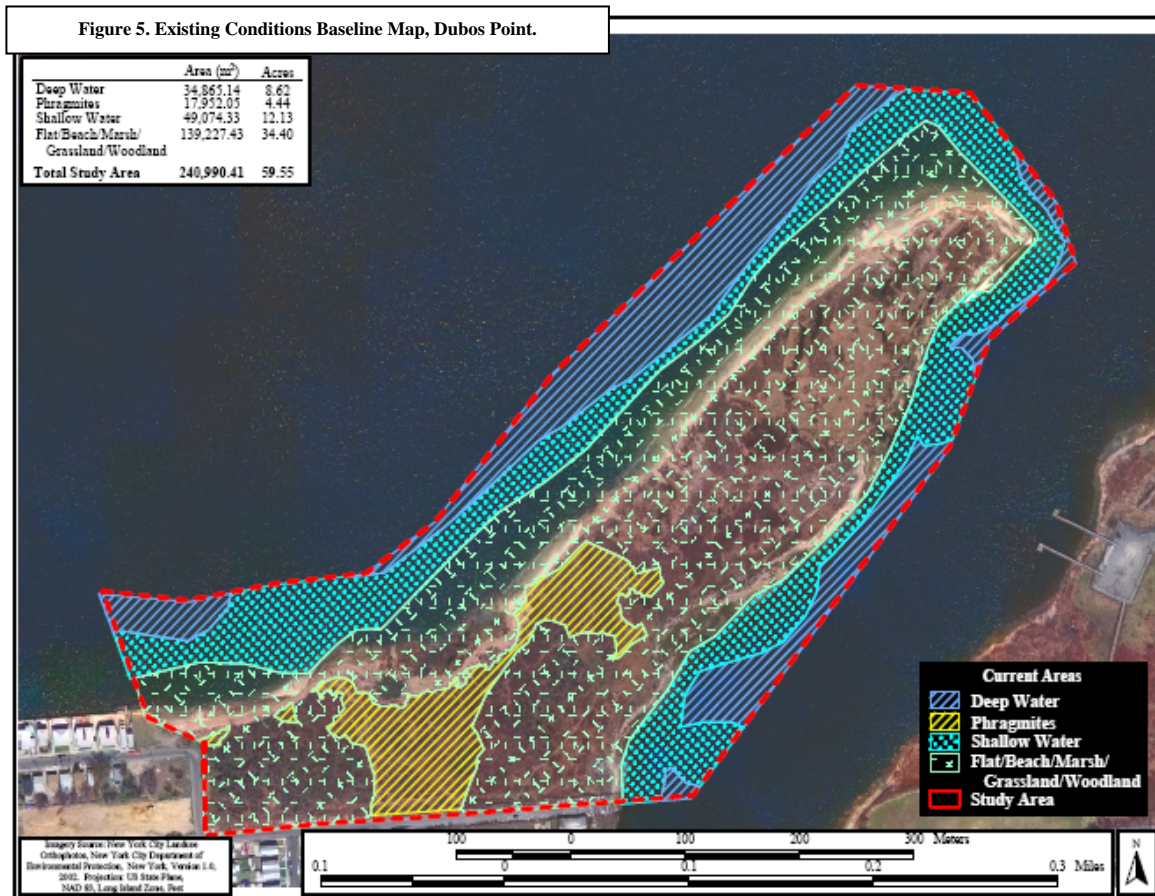 Figure 5. Existing Conditions Baseline Map, Dubos Point.
Area (m²) Acres
Deep Water 34,865.14 8.62
Phragmites 17,952.05 4.44
Shallow Water 49,074.33 12.13
Flat/Beach/Marsh/ 139,227.43 34.40
Grassland/Woodland
Total Study Area 240,990.41 59.55
Current Areas
Deep Water
Phragmites
Shallow Water
Flat/Beach/Marsh/
Grassland/Woodland
Study Area
Imagery Source: New York City Landuse
Orthophotos, New York City Department of
Environmental Protection, New York, Version 1.0,
2002. Projection: US State Plane,
NAD 83, Long Island Zone, Feet
100 0 100 200 300 Meters
0.1 0 0.1 0.2 0.3 Miles
N